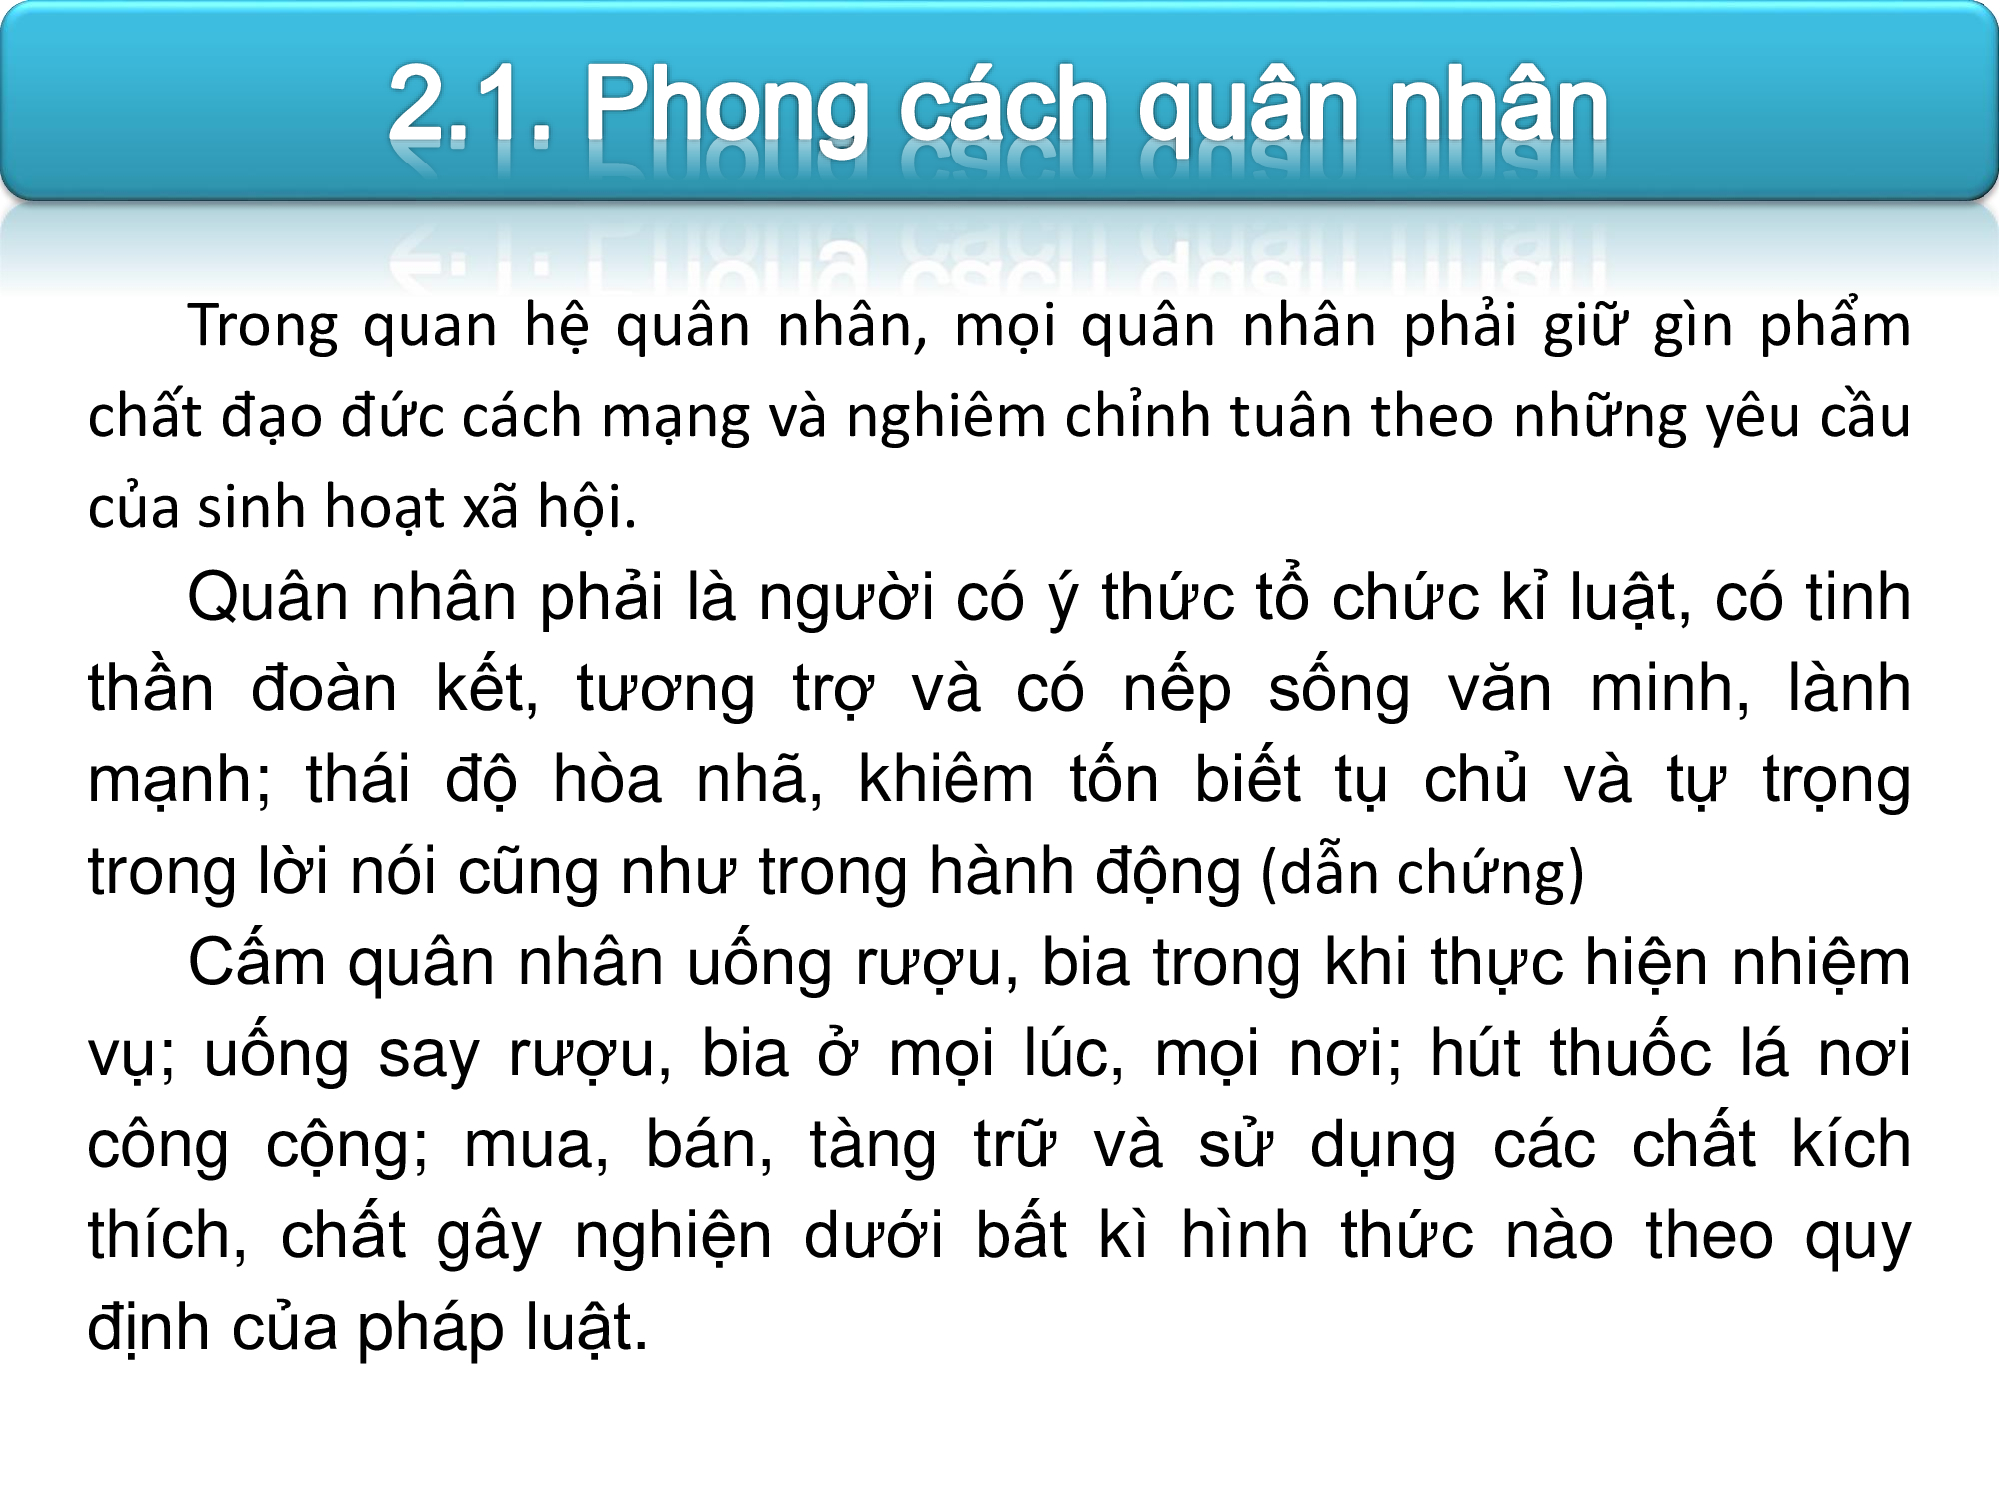 2.1. Phong cách quân nhân
Trong quan hệ quân nhân, mọi quân nhân phải giữ gìn phẩm
chất đạo đức cách mạng và nghiêm chỉnh tuân theo những yêu cầu
của sinh hoạt xã hội.
Quân nhân phải là người có ý thức tổ chức kỉ luật, có tinh
thần đoàn kết, tương trợ và có nếp sống văn minh, lành
mạnh; thái độ hòa nhã, khiêm tốn biết tụ chủ và tự trọng
trong lời nói cũng như trong hành động (dẫn chứng)
Cấm quân nhân uống rượu, bia trong khi thực hiện nhiệm
vụ; uống say rượu, bia ở mọi lúc, mọi nơi; hút thuốc lá nơi
công cộng; mua, bán, tàng trữ và sử dụng các chất kích
thích, chất gây nghiện dưới bất kì hình thức nào theo quy
định của pháp luật.